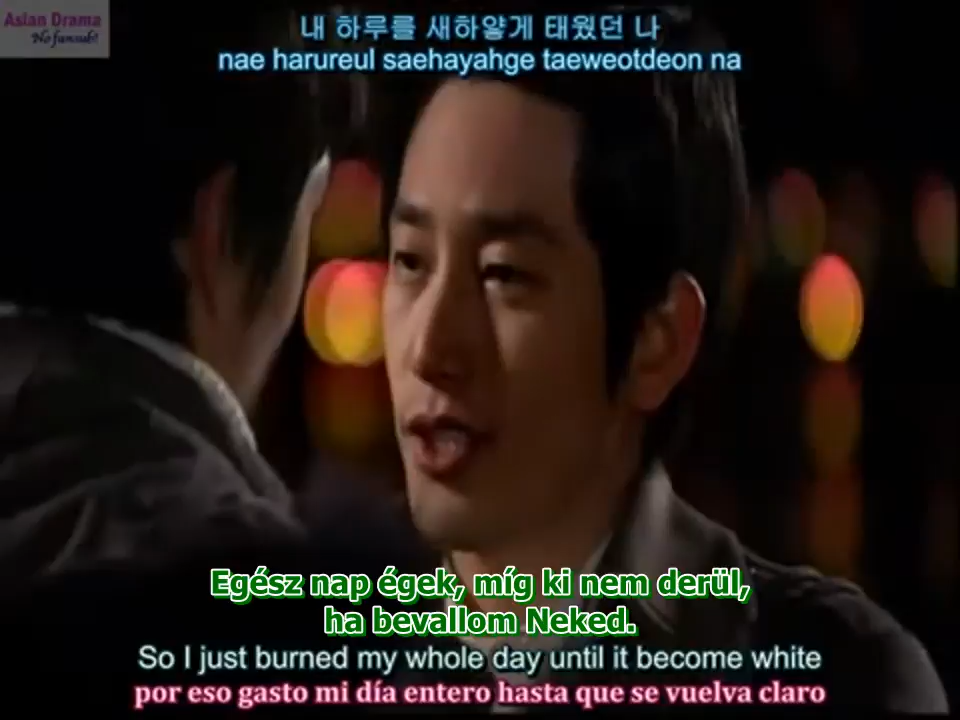 Asian Drama
No fansub!
내 하루를 새하얗게 태웠던 나
nae harureul saehayahge taeweotdeon na
Egész nap égek, míg ki nem derül,
ha bevallom Neked.
So I just burned my whole day until it become white
por eso gasto mi día entero hasta que se vuelva claro